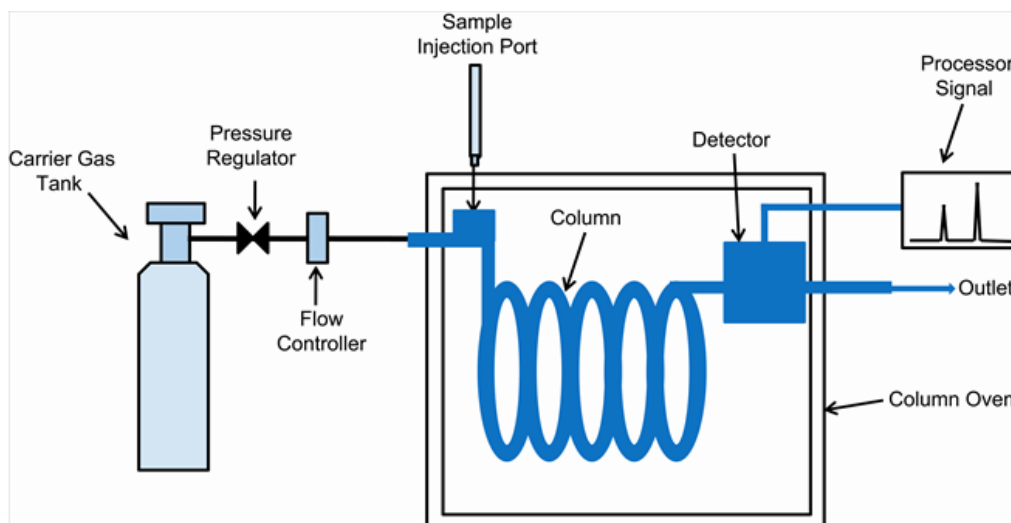 Sample
Injection Port
Processor
Signal
Pressure
Regulator
Detector
Carrier Gas
Tank
Column
Outlet
Flow
Controller
Column Oven